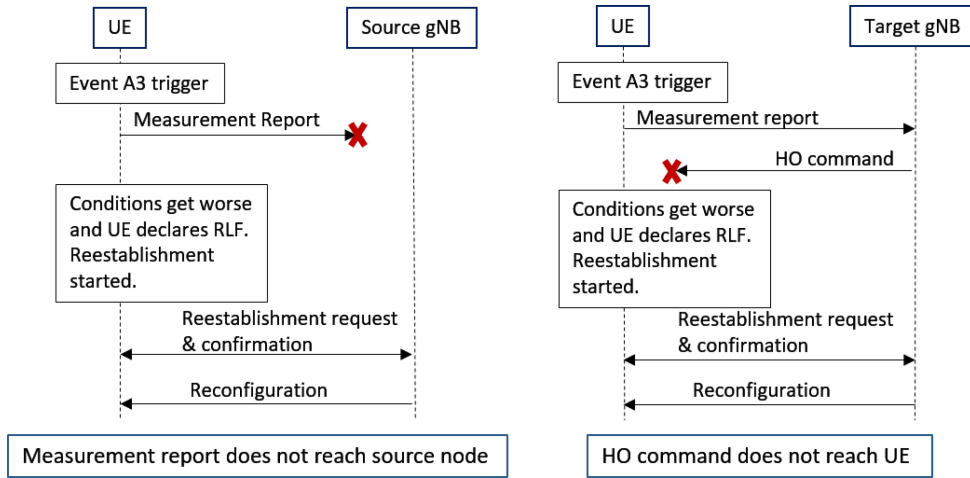 UE
Source gNB
Event A3 trigger
Measurement Report
Conditions get worse
and UE declares RLF.
Reestablishment
started.
Reestablishment request
& confirmation
Reconfiguration
Measurement report does not reach source node
UE
Target gNB
Event A3 trigger
Measurement report
HO command
Conditions get worse
and UE declares RLF.
Reestablishment
started.
Reestablishment request
& confirmation
Reconfiguration
HO command does not reach UE